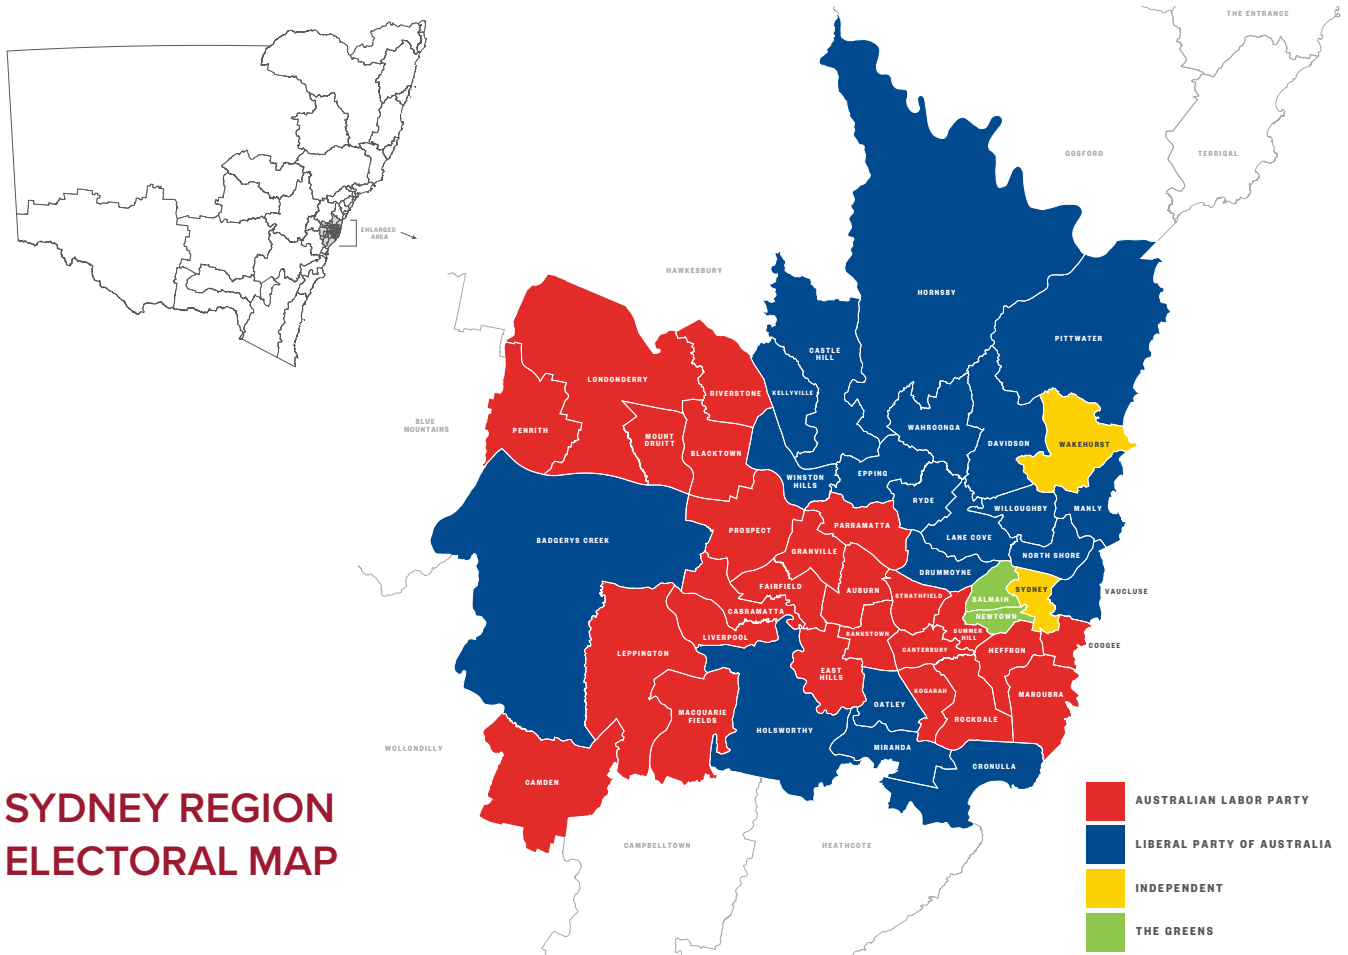 THE ENTRANCE
GOSFORD
TERRIGAL
ENLARGED
AREA
HAWKESBURY
HORNSBY
PITTWATER
CASTLE
HILL
LONDONDERRY
RIVERSTONE
KELLYVILLE
BLUE
MOUNTAINS
PENRITH
MOUNT
DRUITT
BLACKTOWN
WAHROONGA
DAVIDSON
WAKEHURST
WINSTON
HILLS
EPPING
RYDE
WILLOUGHBY
MANLY
BADGERYS CREEK
PROSPECT
PARRAMATTA
LANE COVE
GRANVILLE
NORTH SHORE
DRUMMOYNE
FAIRFIELD
AUBURN
STRATHFIELD
BALMAIN
SYDNEY
VAUCLUSE
CABRAMATTA
NEWTOWN
LIVERPOOL
BANKSTOWN
SUMMER
HILL
COOGEE
LEPPINGTON
CANTERBURY
HEFFRON
EAST
HILLS
KOGARAH
MAROUBRA
OATLEY
MACQUARIE
FIELDS
ROCKDALE
HOLSWORTHY
WOLLONDILLY
MIRANDA
CRONULLA
CAMDEN
CAMPBELLTOWN
HEATHCOTE
SYDNEY REGION
ELECTORAL MAP
AUSTRALIAN LABOR PARTY
LIBERAL PARTY OF AUSTRALIA
INDEPENDENT
THE GREENS